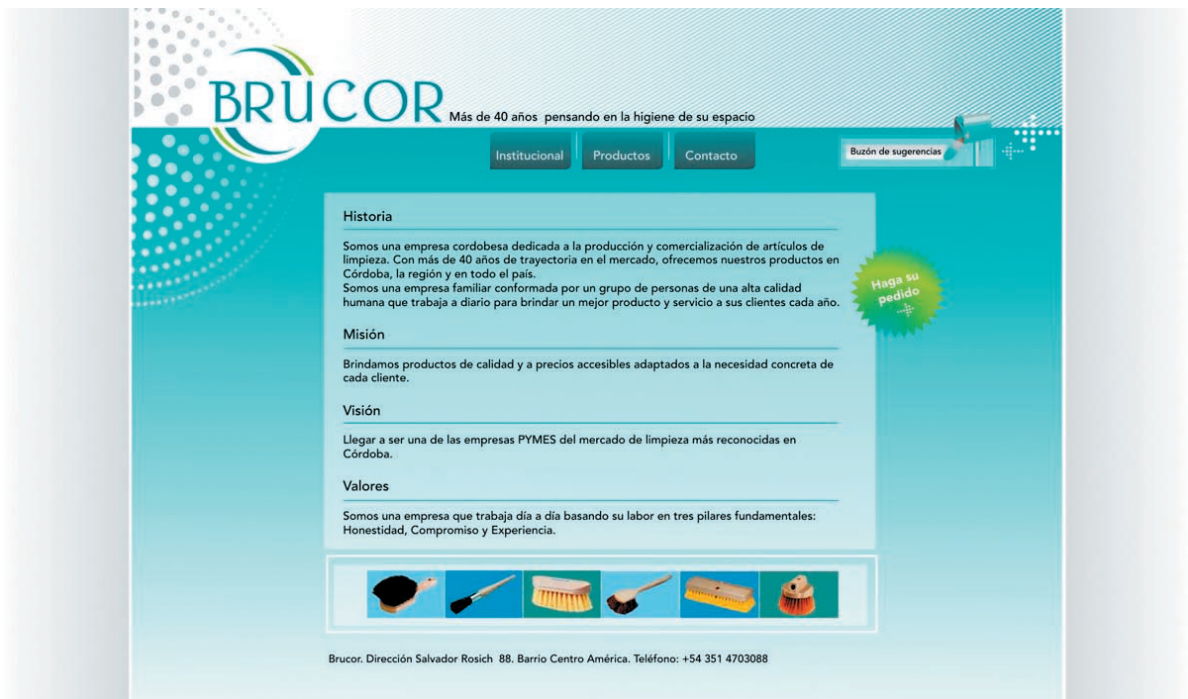 BRUCOR
Más de 40 años pensando en la higiene de su espacio
Institucional
Productos
Contacto
Buzón de sugerencias
Historia
Somos una empresa cordobesa dedicada a la producción y comercialización de artículos de
limpieza. Con más de 40 años de trayectoria en el mercado, ofrecemos nuestros productos en
Córdoba, la región y en todo el país.
Somos una empresa familiar conformada por un grupo de personas de una alta calidad
humana que trabaja a diario para brindar un mejor producto y servicio a sus clientes cada año.
Haga su
pedido
Misión
Brindamos productos de calidad y a precios accesibles adaptados a la necesidad concreta de
cada cliente.
Visión
Llegar a ser una de las empresas PYMES del mercado de limpieza más reconocidas en
Córdoba.
Valores
Somos una empresa que trabaja día a día basando su labor en tres pilares fundamentales:
Honestidad, Compromiso y Experiencia.
Brucor. Dirección Salvador Rosich 88. Barrio Centro América. Teléfono: +54 351 4703088